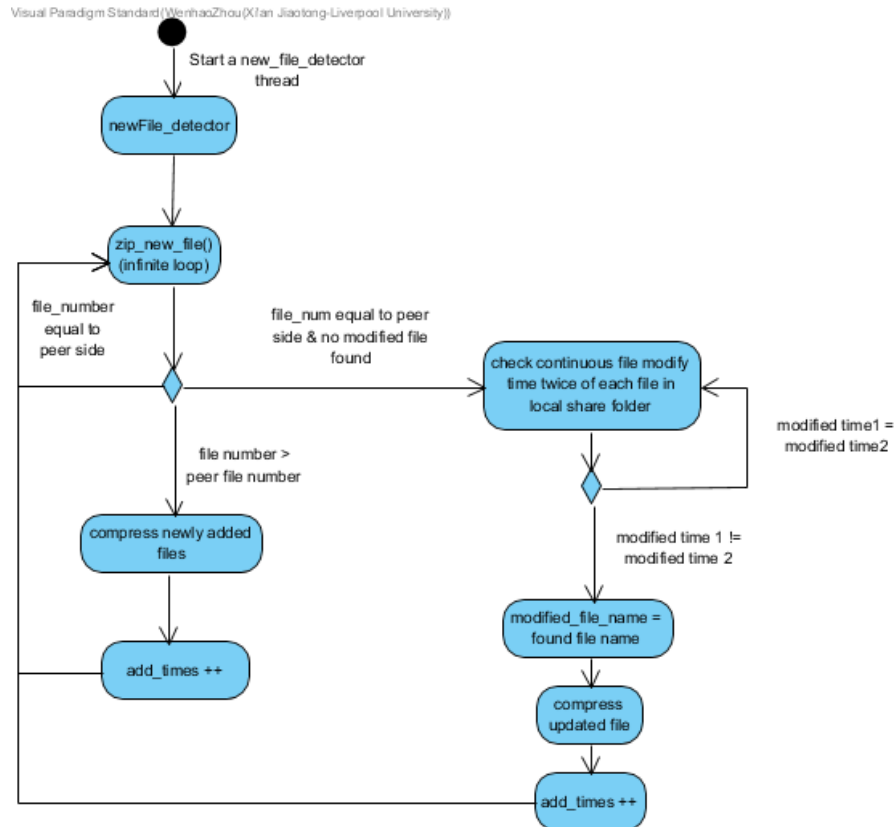 Visual Paradigm Standard(WenhaoZhou(Xi'an Jiaotong-Liverpool University))
Start a new_file_detector
thread
newFile_detector
zip_new_file()
(infinite loop)
file_number
equal to
peer side
file_num equal to peer
side & no modified file
found
check continuous file modify
time twice of each file in
local share folder
modified time1 =
modified time2
file number >
peer file number
compress newly added
files
modified time 1 !=
modified time 2
modified_file_name =
found file name
add_times ++
compress
updated file
add_times ++